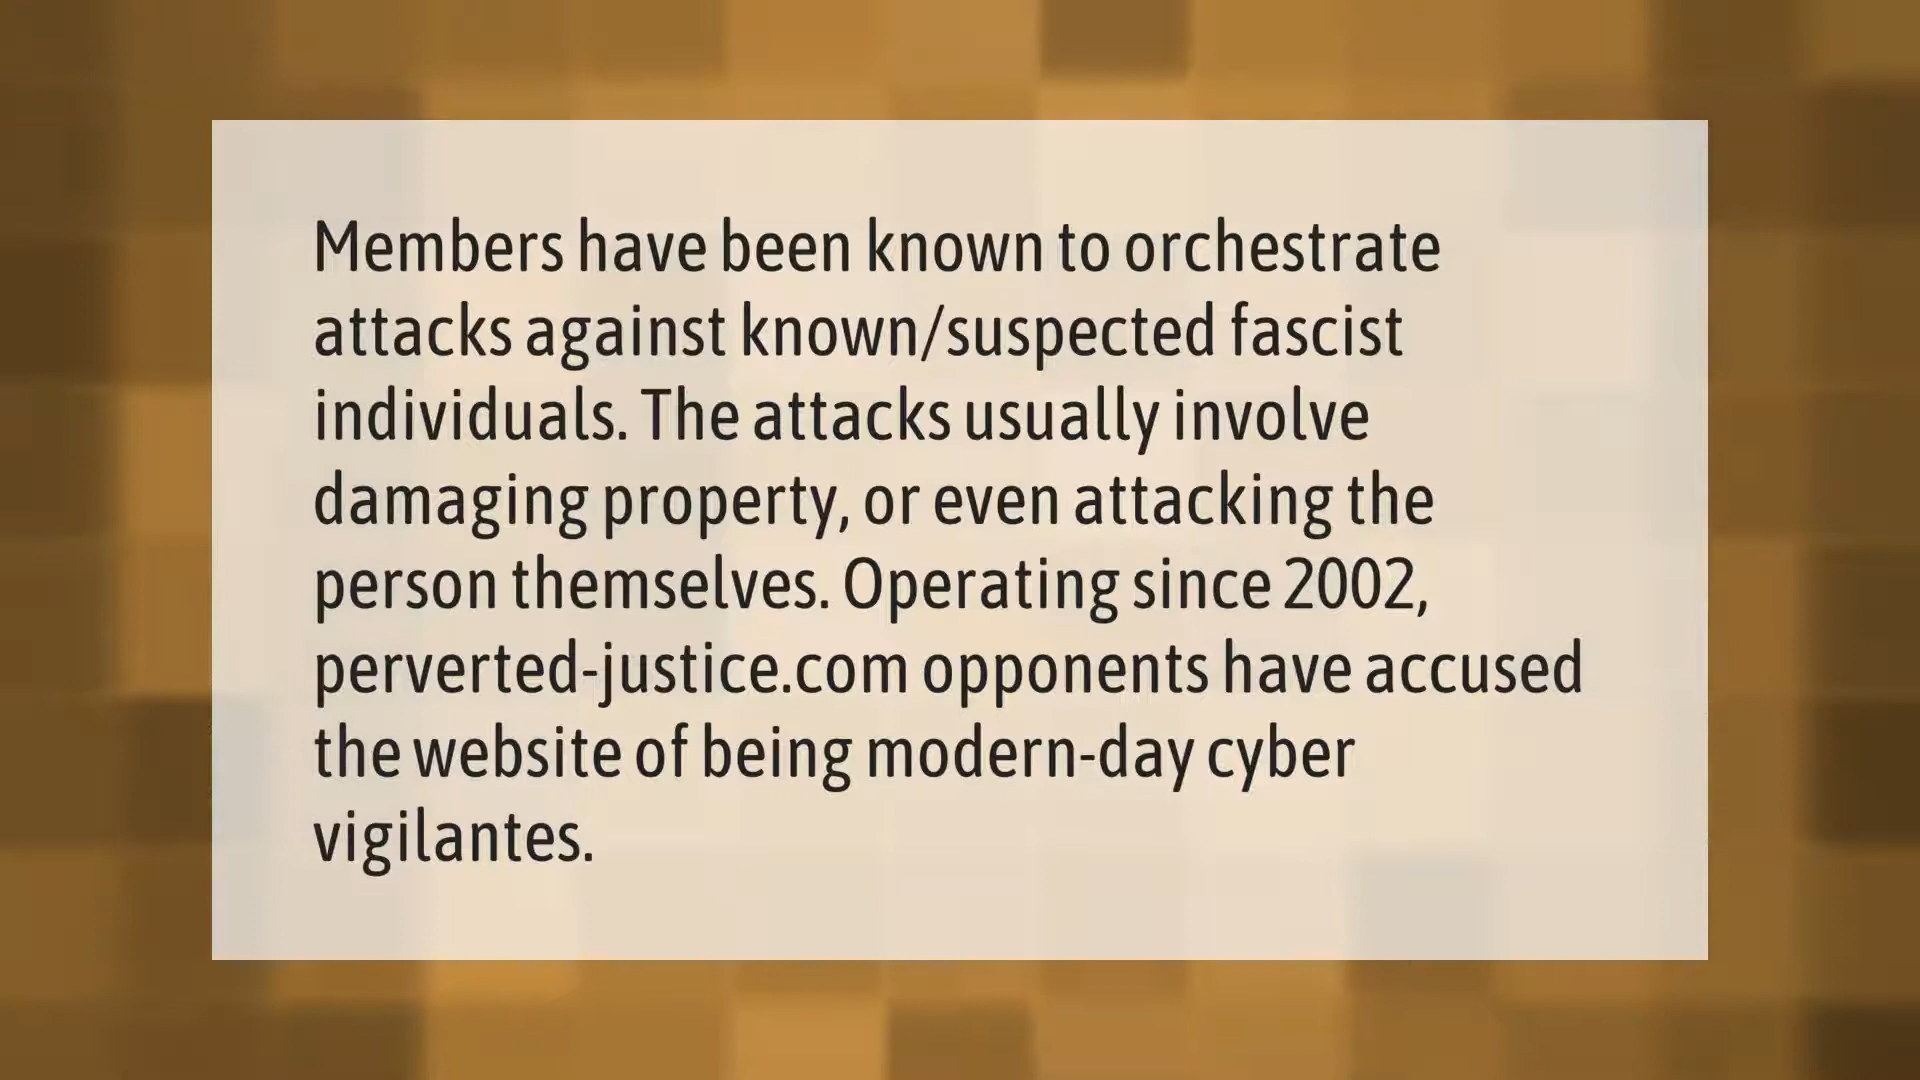 Members have been known to orchestrate
attacks against known/suspected fascist
individuals. The attacks usually involve
damaging property, or even attacking the
person themselves. Operating since 2002,
perverted-justice.com opponents have accused
the website of being modern-day cyber
vigilantes.